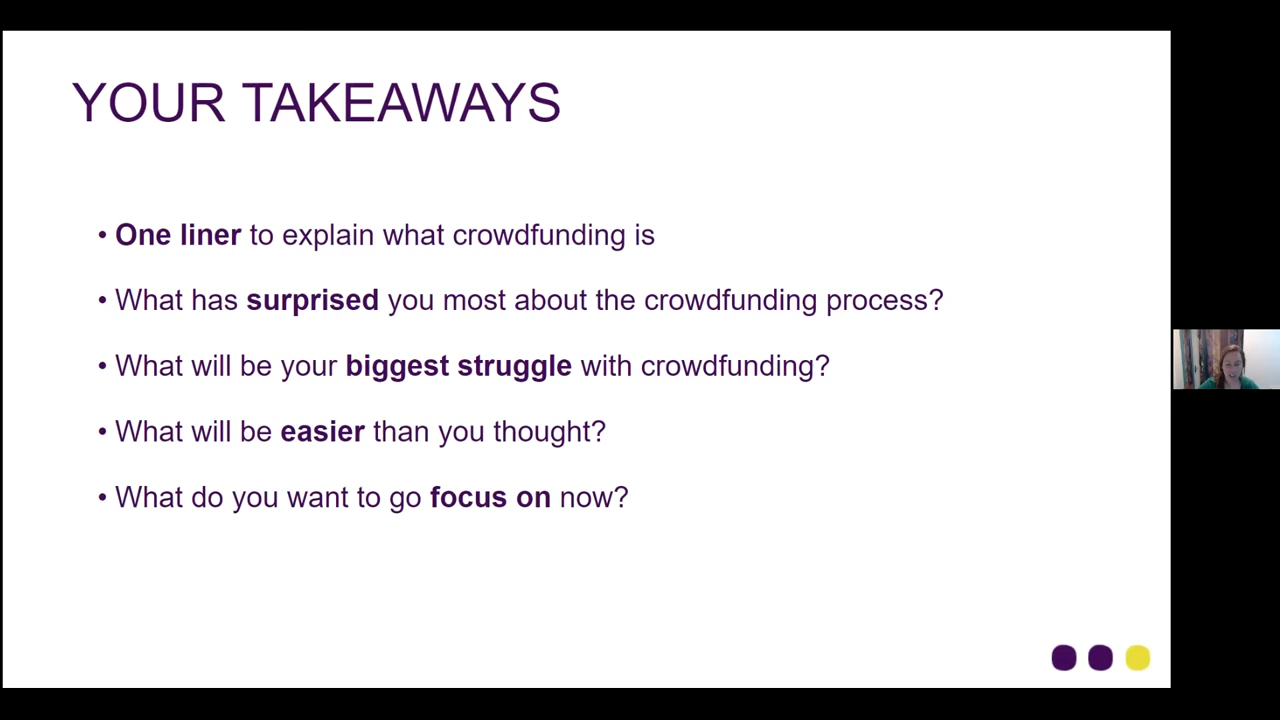 YOUR TAKEAWAYS
• One liner to explain what crowdfunding is
• What has surprised you most about the crowdfunding process?
• What will be your biggest struggle with crowdfunding?
• What will be easier than you thought?
• What do you want to go focus on now?